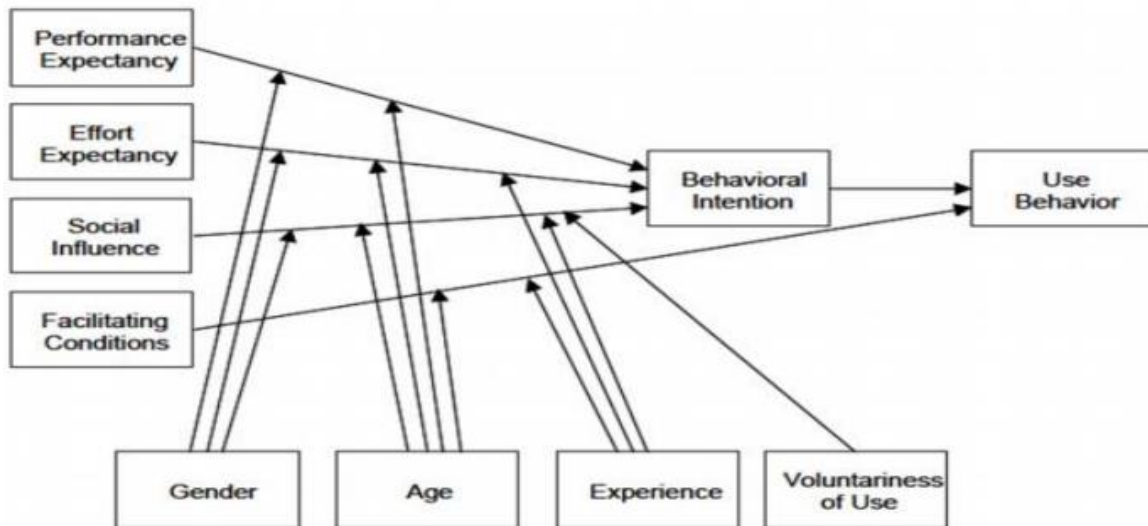 Performance
Expectancy
Effort
Expectancy
Social
Influence
Facilitating
Conditions
Behavioral
Intention
Use
Behavior
Gender
Age
Experience
Voluntariness
of Use